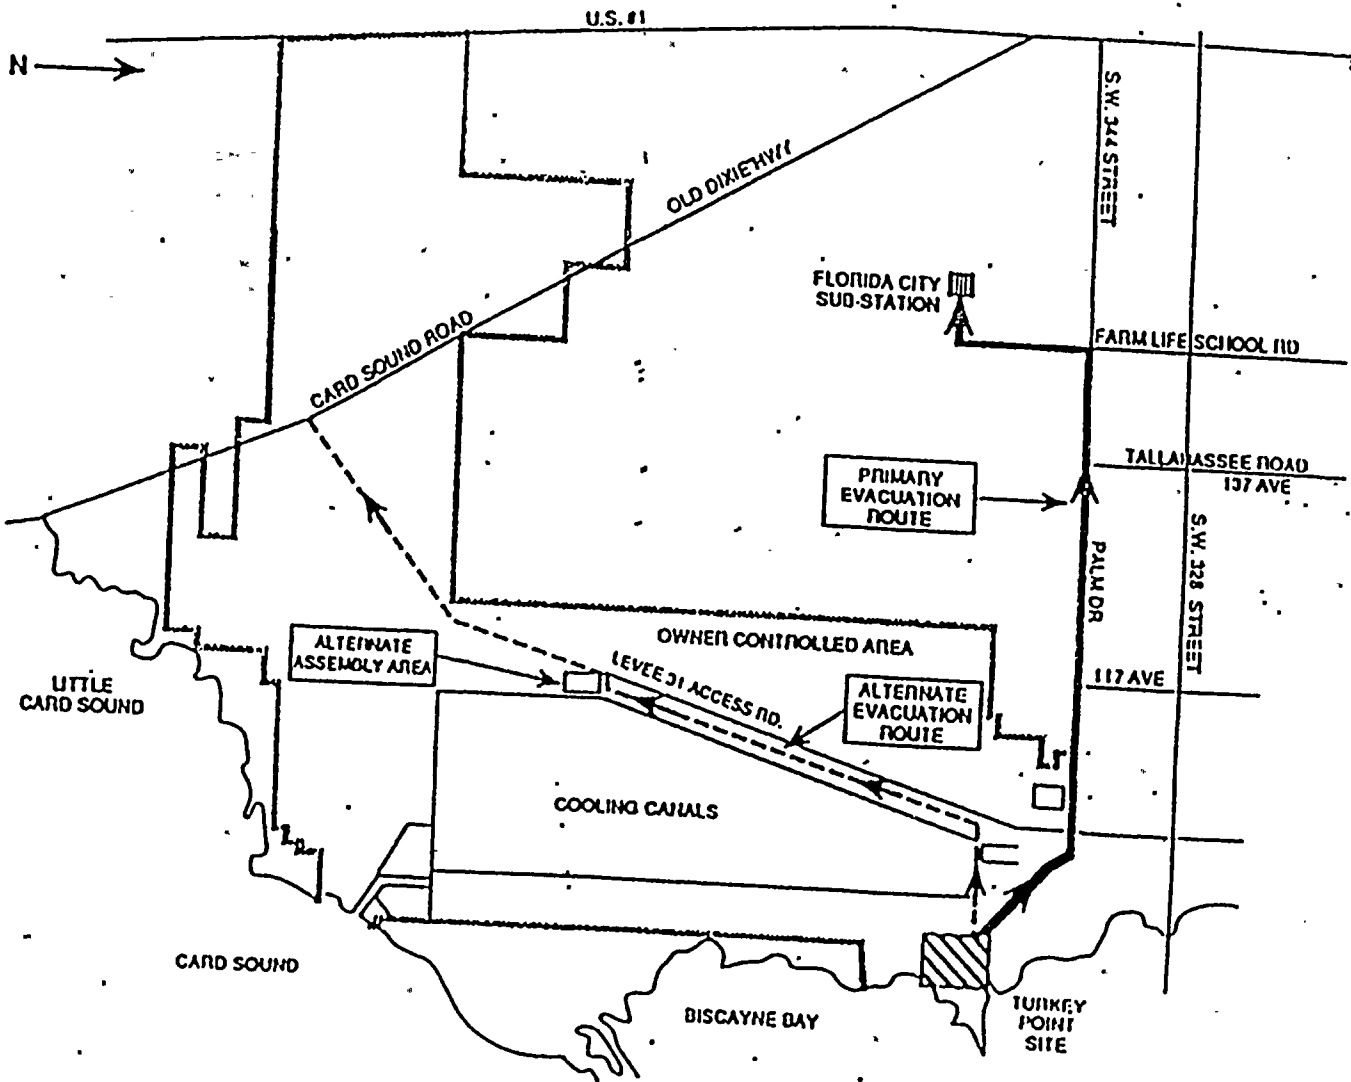 U.S. #1
N
S.W. 344 STREET
OLD DIXIE HWY
FLORIDA CITY
SUB-STATION
CARD SOUND ROAD
FARM LIFE SCHOOL RD
TALLAHASSEE ROAD
137 AVE
PRIMARY
EVACUATION
ROUTE
S.W. 328 STREET
PALM DR
OWNER CONTROLLED AREA
ALTERNATE
ASSEMBLY AREA
LEVEE 31 ACCESS RD.
117 AVE
LITTLE
CARD SOUND
ALTERNATE
EVACUATION
ROUTE
COOLING CANALS
CARD SOUND
BISCAYNE BAY
TURKEY
POINT
SITE